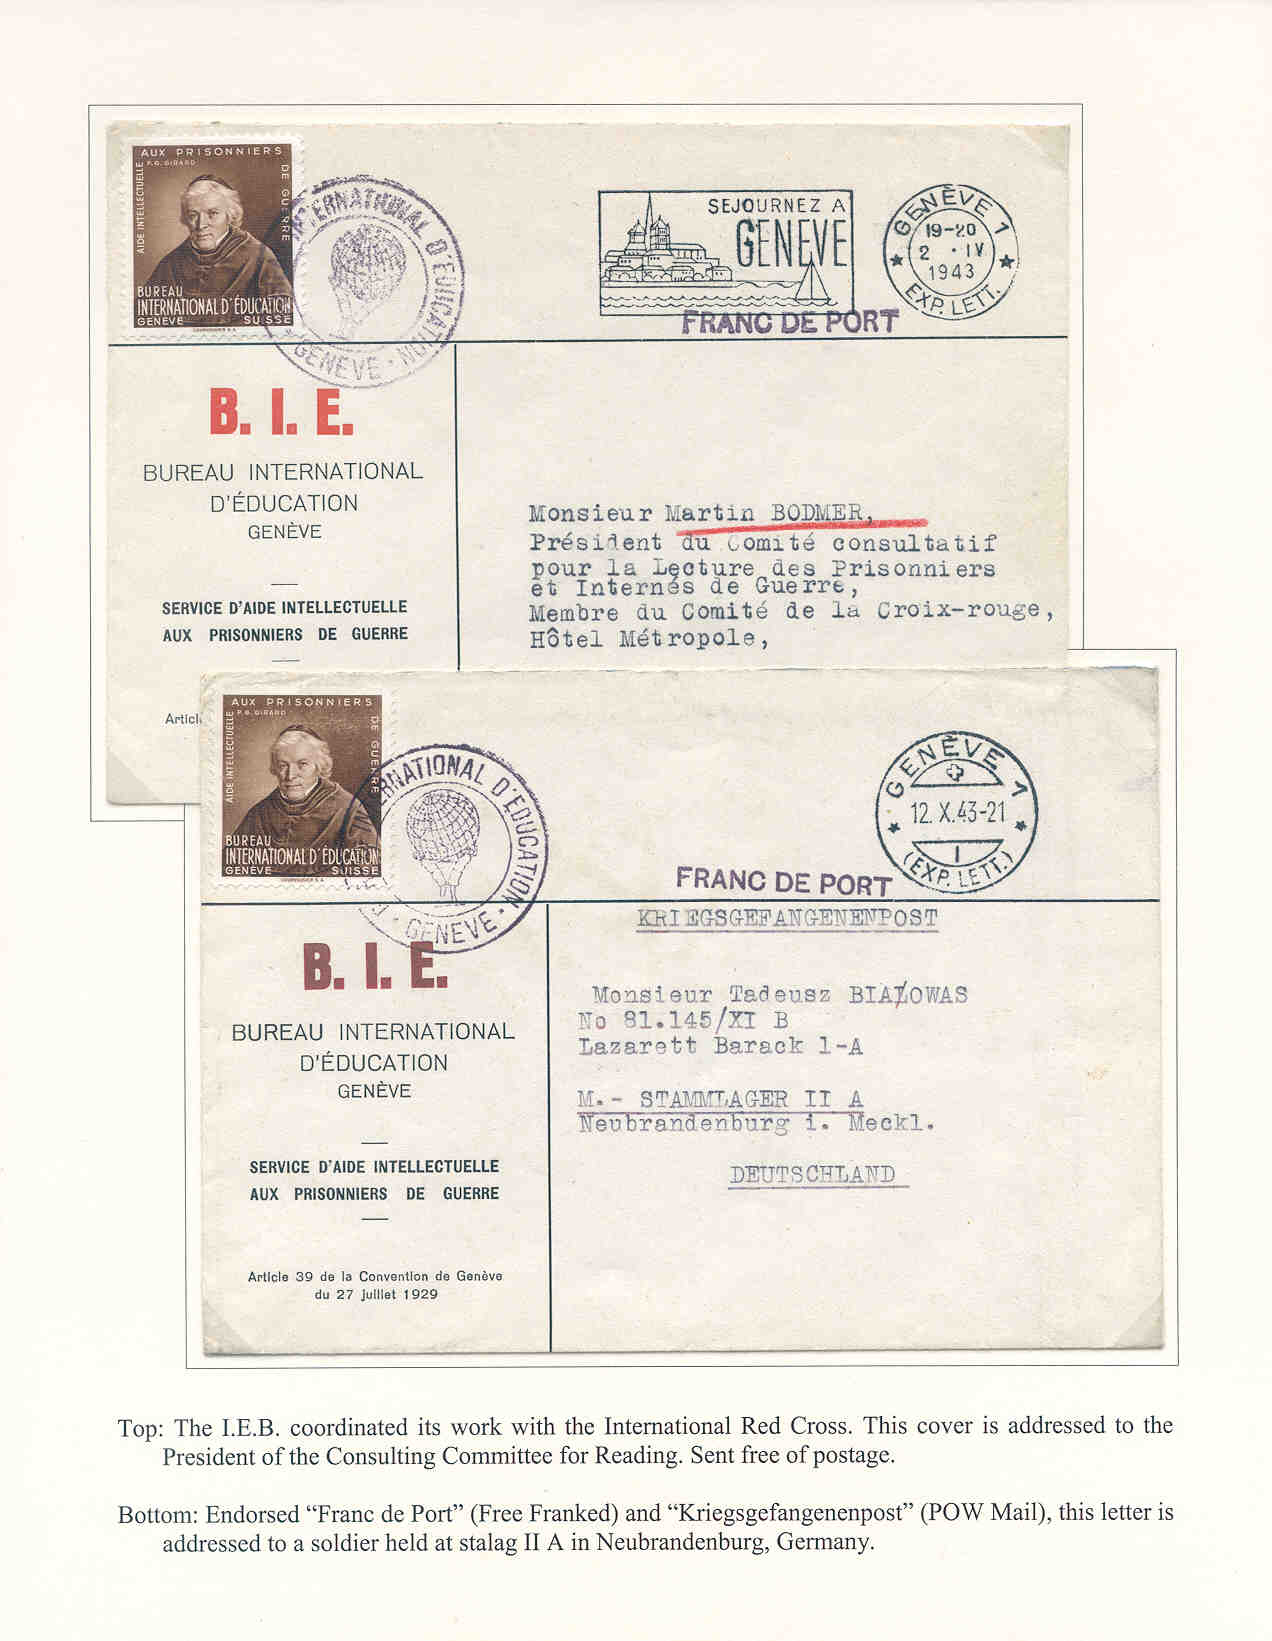 AUX PRISONNIERS
P.G. GIRARD
AIDE INTELLECTUELLE
DE GUERRE
BUREAU
INTERNATIONAL D'ÉDUCATION
GENÈVE SUISSE
INTERNATIONAL D'EDUCATION
GENEVE
SEJOURNEZ A
GENÈVE
GENÈVE 1
19-20
2 · IV
1943
EXP. LETT.
FRANC DE PORT
B. I. E.
BUREAU INTERNATIONAL
D'ÉDUCATION
GENÈVE
SERVICE D'AIDE INTELLECTUELLE
AUX PRISONNIERS DE GUERRE
Monsieur Martin BODMER,
Président du Comité consultatif
pour la Lecture des Prisonniers
et Internés de Guerre,
Membre du Comité de la Croix-rouge,
Hôtel Métropole,
AUX PRISONNIERS
P.G. GIRARD
AIDE INTELLECTUELLE
DE GUERRE
BUREAU
INTERNATIONAL D'ÉDUCATION
GENÈVE SUISSE
ERNATIONAL D'EDUCATION
GENEVE
GENÈVE 1
12. X.43-21
1
(EXP. LETT.)
FRANC DE PORT
B. I. E.
BUREAU INTERNATIONAL
D'ÉDUCATION
GENÈVE
SERVICE D'AIDE INTELLECTUELLE
AUX PRISONNIERS DE GUERRE
Article 39 de la Convention de Genève
du 27 juillet 1929
KRIEGSGEFANGENENPOST
Monsieur Tadeusz BIAŁOWAS
No 81.145/XI B
Lazarett Barack 1-A
M.- STAMMLAGER II A
Neubrandenburg i. Meckl.
DEUTSCHLAND
Top: The I.E.B. coordinated its work with the International Red Cross. This cover is addressed to the
President of the Consulting Committee for Reading. Sent free of postage.
Bottom: Endorsed “Franc de Port” (Free Franked) and “Kriegsgefangenenpost” (POW Mail), this letter is
addressed to a soldier held at stalag II A in Neubrandenburg, Germany.